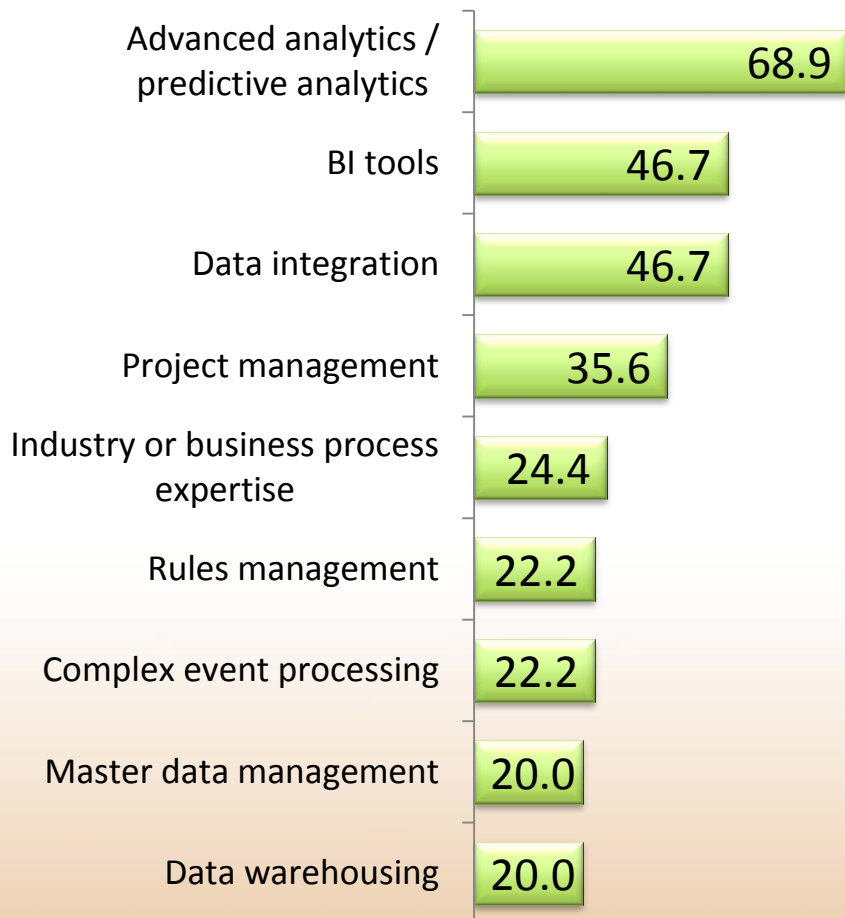 Advanced analytics /
predictive analytics
68.9
BI tools
46.7
Data integration
46.7
Project management
35.6
Industry or business process
expertise
24.4
Rules management
22.2
Complex event processing
22.2
Master data management
20.0
Data warehousing
20.0